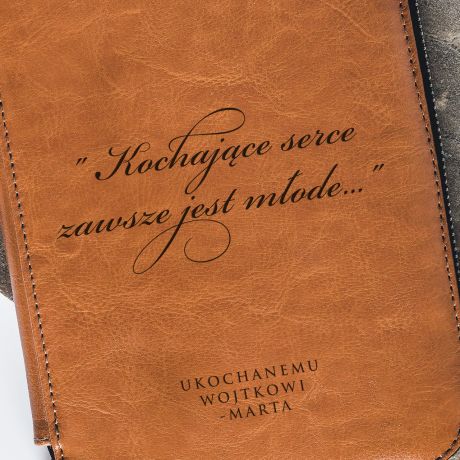 " Kochające serce
zawsze jest młode... "
UKOCHANEMU
WOJTKOWI
-MARTA